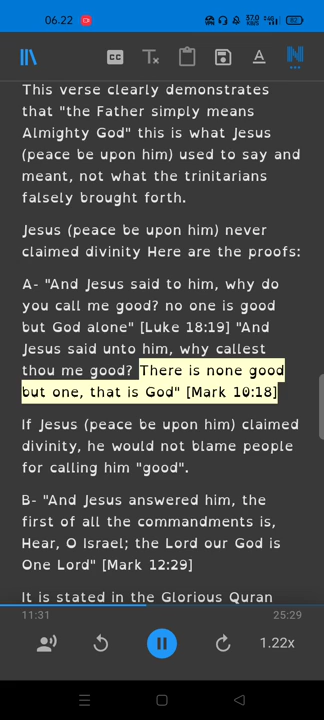 06.22
CC
This verse clearly demonstrates
that "the Father simply means
Almighty God" this is what Jesus
(peace be upon him) used to say and
meant, not what the trinitarians
falsely brought forth.
Jesus (peace be upon him) never
claimed divinity Here are the proofs:
A- "And Jesus said to him, why do
you call me good? no one is good
but God alone" [Luke 18:19] "And
Jesus said unto him, why callest
thou me good? There is none good
but one, that is God" [Mark 10:18]
If Jesus (peace be upon him) claimed
divinity, he would not blame people
for calling him "good".
B- "And Jesus answered him, the
first of all the commandments is,
Hear, O Israel; the Lord our God is
One Lord" [Mark 12:29]
It is stated in the Glorious Quran
11:31 25:29
1.22x